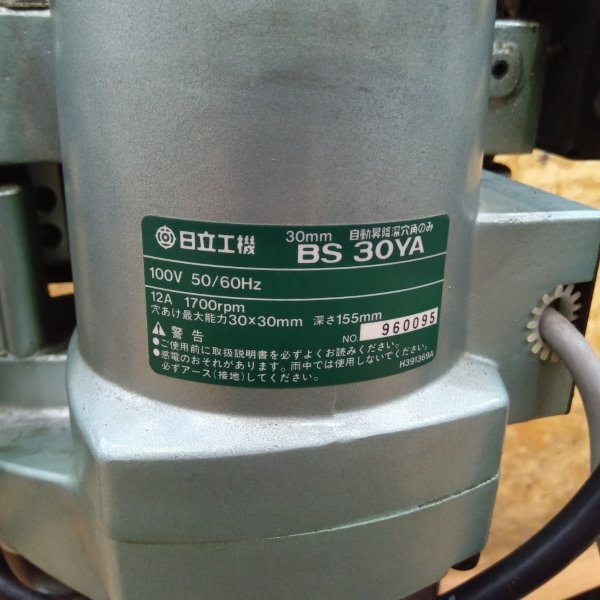 日立工機
30mm 自動昇降深穴角のみ
BS 30YA
100V 50/60Hz
12A 1700rpm
穴あけ最大能力30×30mm 深さ155mm
NO. 960095
警告
●ご使用前に取扱説明書を必ずよくお読みください。
●感電のおそれがあります。雨中では使用しないでください。
必ずアース(接地)してください。
H391369A